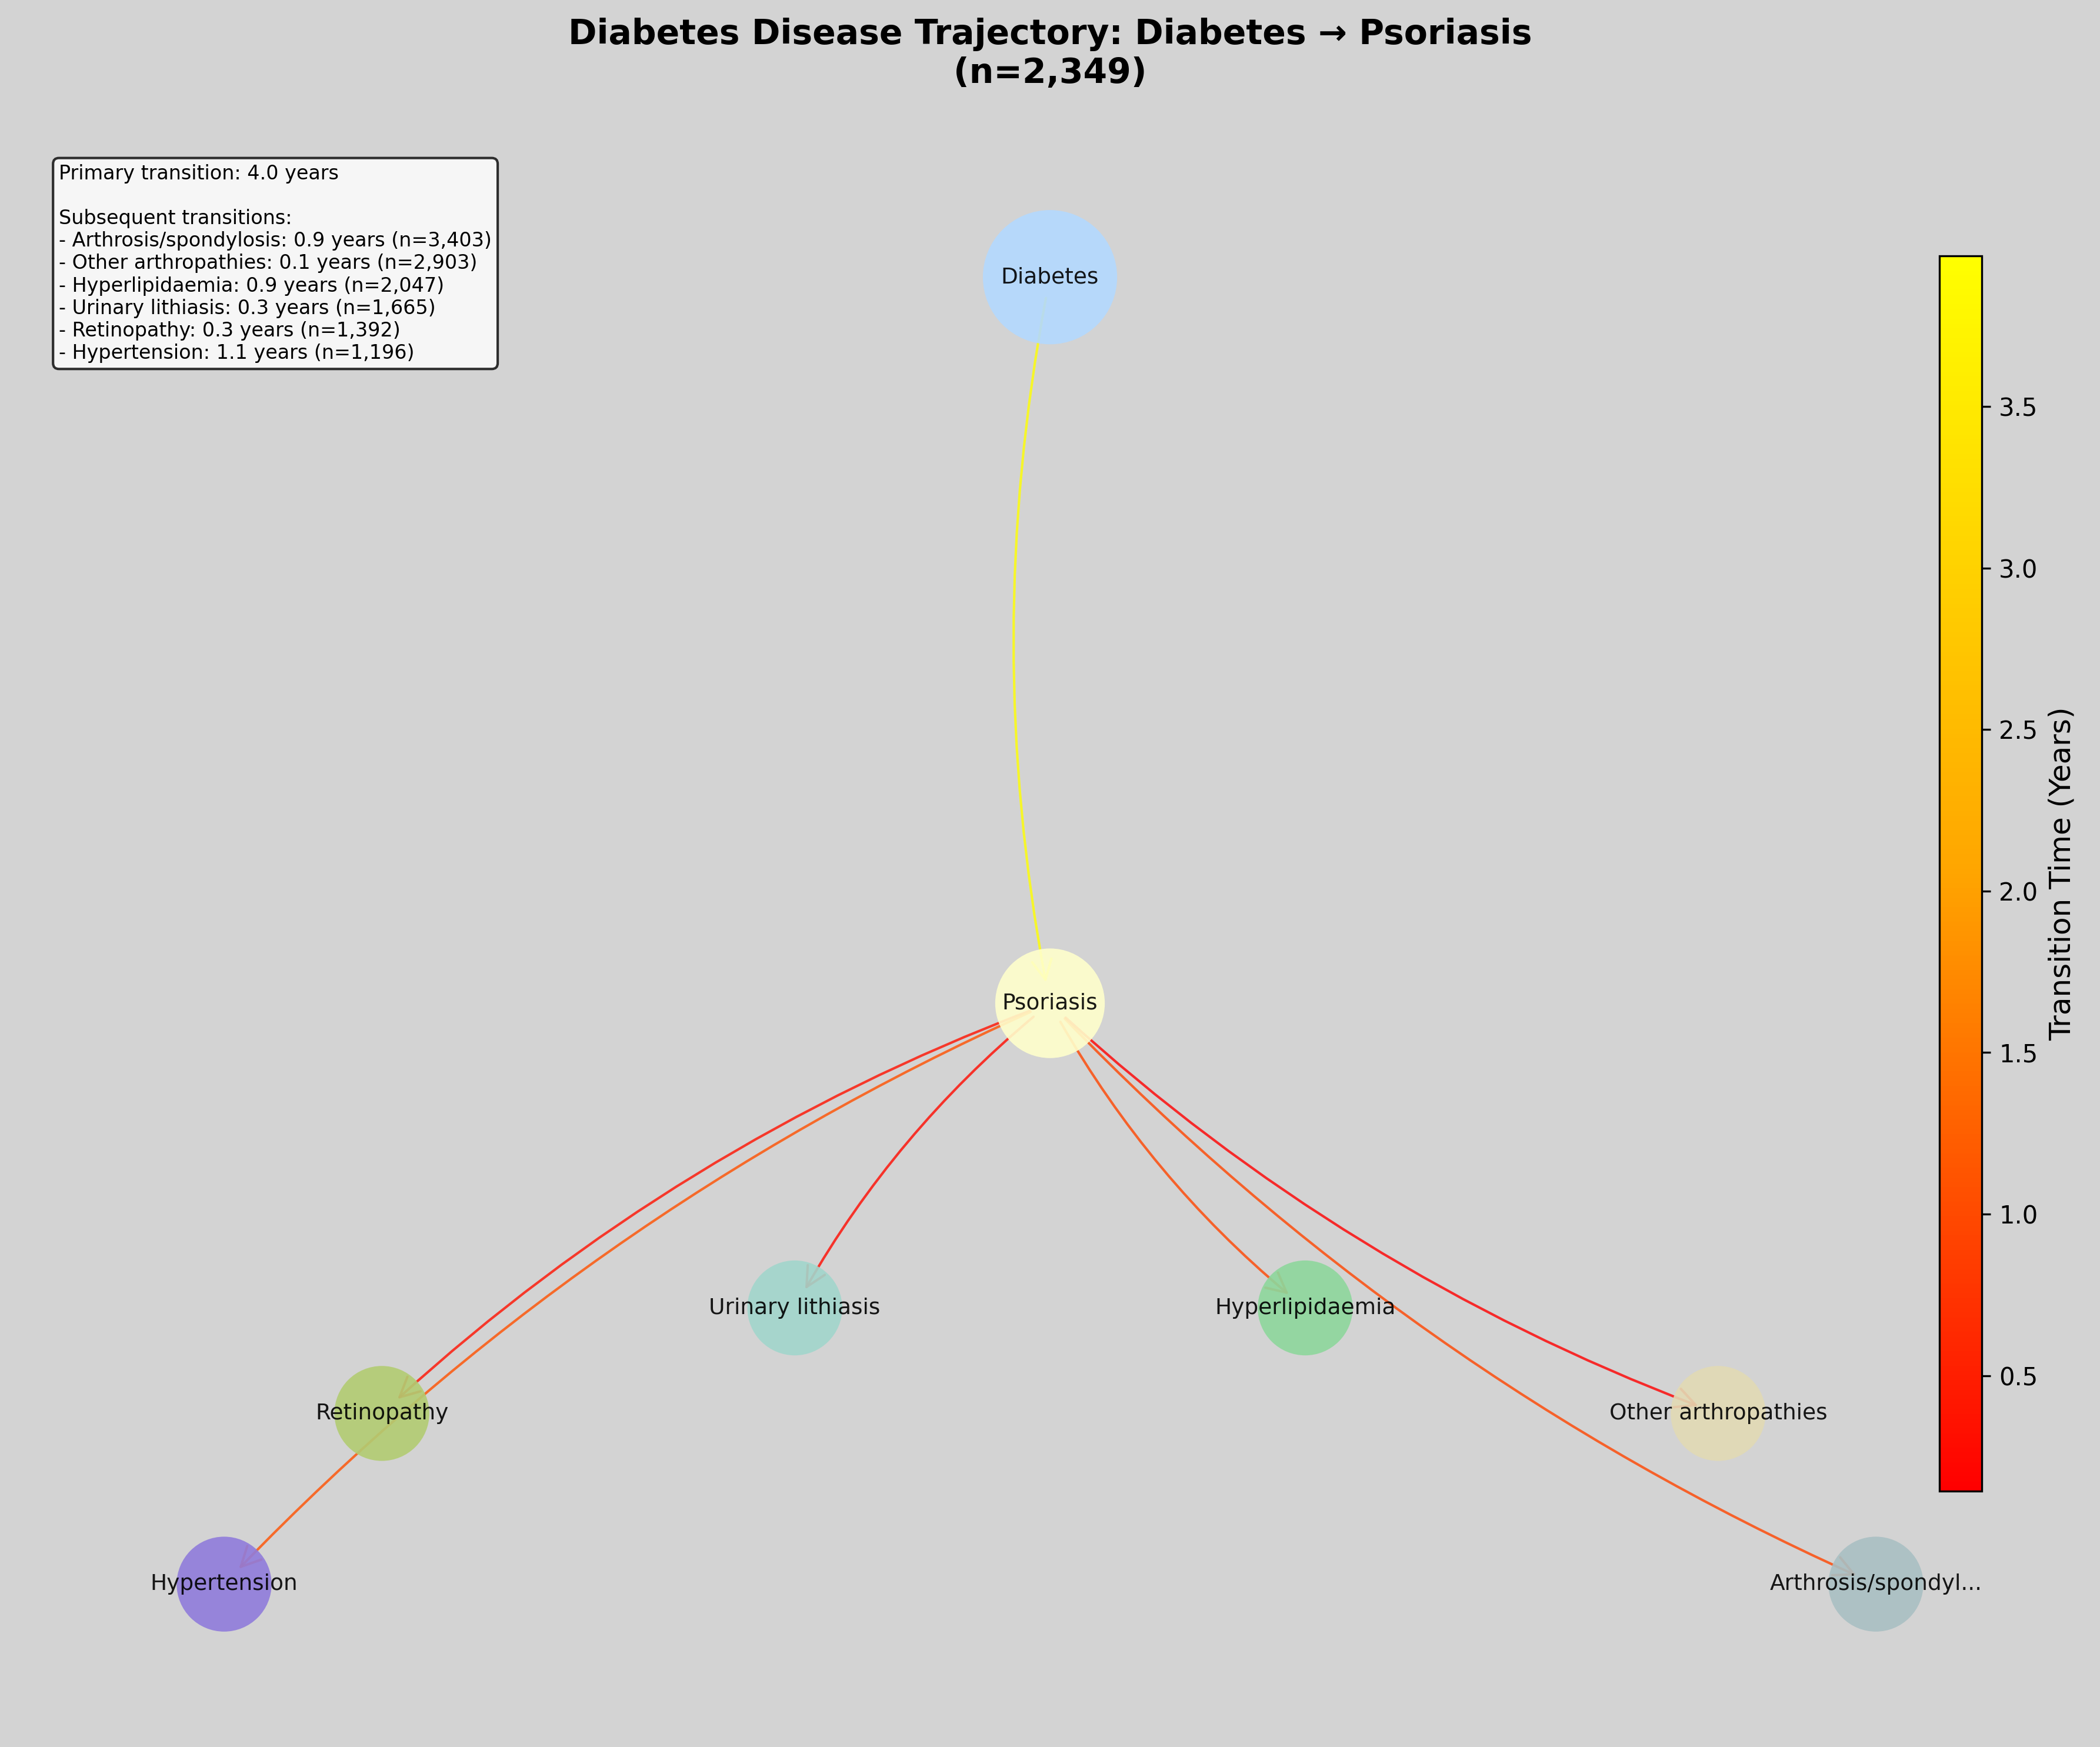 Diabetes Disease Trajectory: Diabetes → Psoriasis
(n=2,349)
Primary transition: 4.0 years
Subsequent transitions:
- Arthrosis/spondylosis: 0.9 years (n=3,403)
- Other arthropathies: 0.1 years (n=2,903)
- Hyperlipidaemia: 0.9 years (n=2,047)
- Urinary lithiasis: 0.3 years (n=1,665)
- Retinopathy: 0.3 years (n=1,392)
- Hypertension: 1.1 years (n=1,196)
Diabetes
Psoriasis
Urinary lithiasis
Hyperlipidaemia
Retinopathy
Other arthropathies
Hypertension
Arthrosis/spondyl...
3.5
3.0
2.5
2.0
1.5
1.0
0.5
Transition Time (Years)